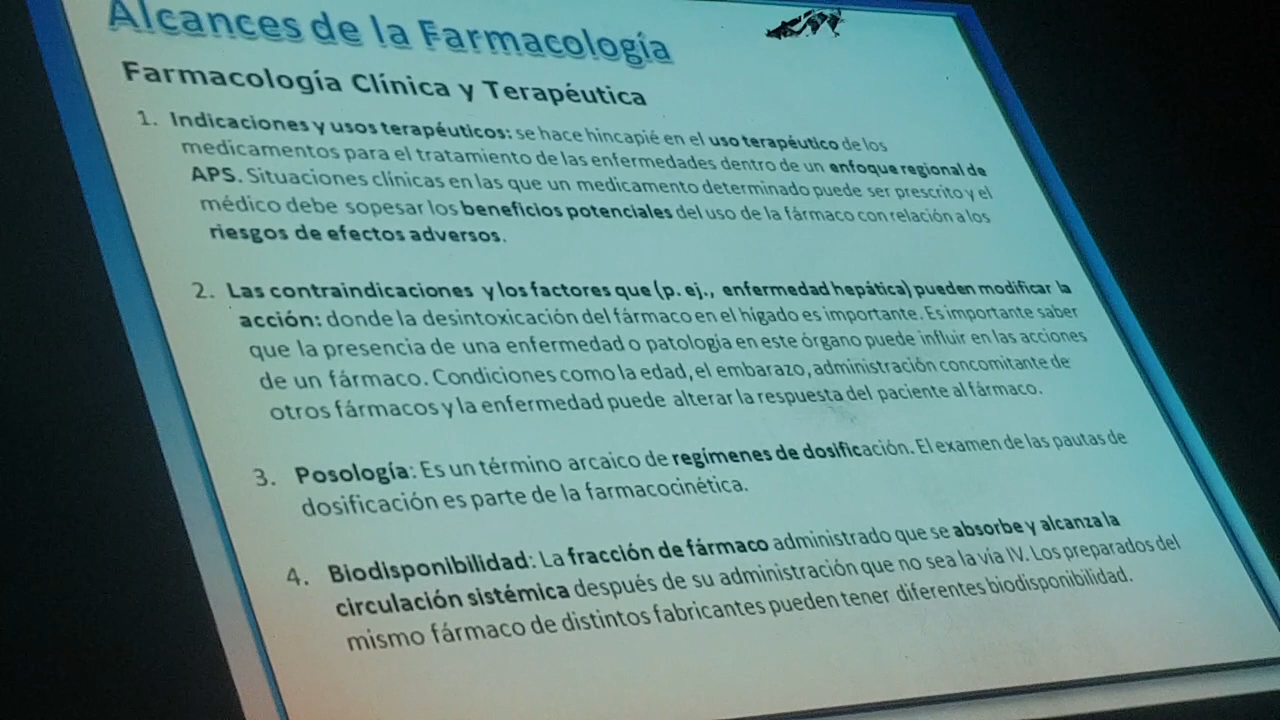 Alcances de la Farmacología
Farmacología Clínica y Terapéutica
1. Indicaciones y usos terapéuticos: se hace hincapié en el uso terapéutico de los
medicamentos para el tratamiento de las enfermedades dentro de un enfoque regional de
APS. Situaciones clínicas en las que un medicamento determinado puede ser prescrito y el
médico debe sopesar los beneficios potenciales del uso de la fármaco con relación a los
riesgos de efectos adversos.
2. Las contraindicaciones y los factores que (p. ej., enfermedad hepática) pueden modificar la
acción: donde la desintoxicación del fármaco en el hígado es importante. Es importante saber
que la presencia de una enfermedad o patología en este órgano puede influir en las acciones
de un fármaco. Condiciones como la edad, el embarazo, administración concomitante de
otros fármacos y la enfermedad puede alterar la respuesta del paciente al fármaco.
3. Posología: Es un término arcaico de regímenes de dosificación. El examen de las pautas de
dosificación es parte de la farmacocinética.
4. Biodisponibilidad: La fracción de fármaco administrado que se absorbe y alcanza la
circulación sistémica después de su administración que no sea la vía IV. Los preparados del
mismo fármaco de distintos fabricantes pueden tener diferentes biodisponibilidad.